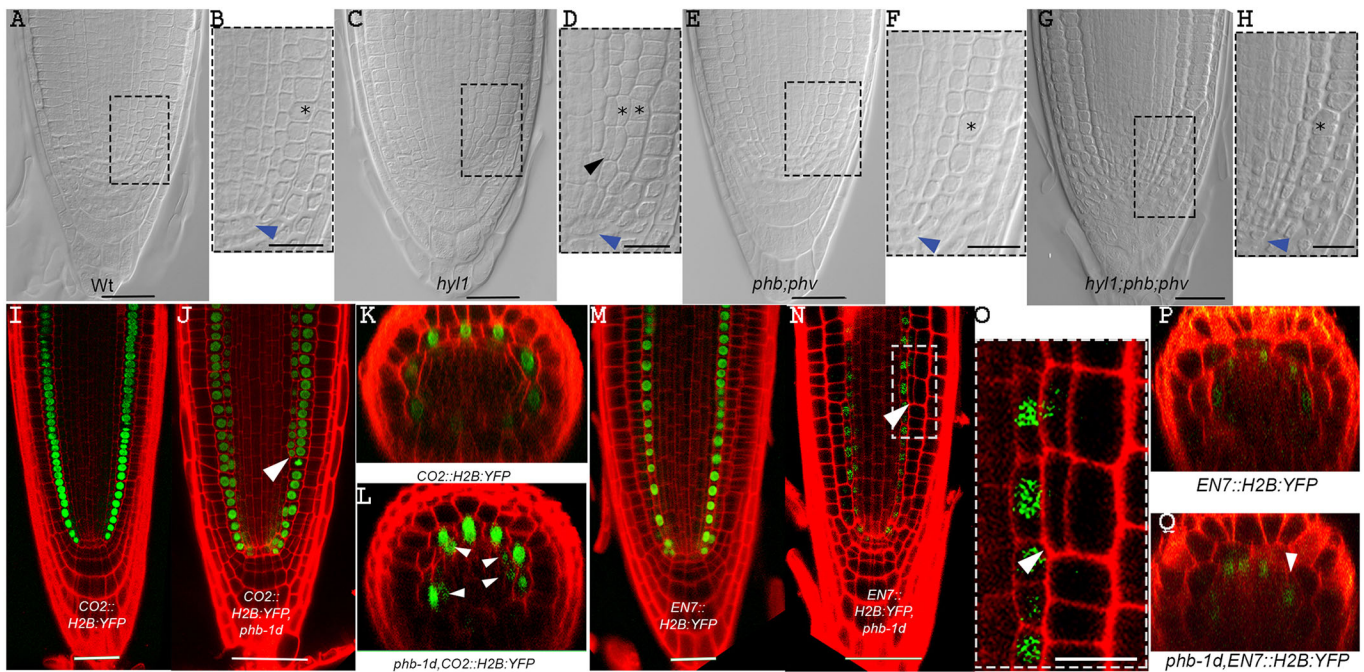 A B C D E F G H
*
* *
*
*
Wt
hyl1
phb;phv
hyl1;phb;phv
I J K M N O P
CO2::H2B:YFP
EN7::H2B:YFP
L
Q
CO2::
H2B:YFP
CO2::
H2B:YFP,
phb-1d
EN7::
H2B:YFP
EN7::
H2B:YFP,
phb-1d
phb-1d,CO2::H2B:YFP
phb-1d,EN7::H2B:YFP